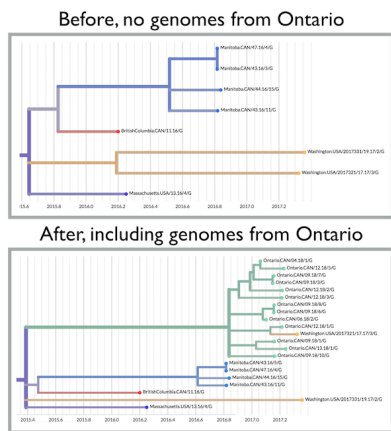 Before, no genomes from Ontario
Manitoba.CAN/47.16/4/G
Manitoba.CAN/43.16/5/G
Manitoba.CAN/44.16/15/G
Manitoba.CAN/43.16/11/G
BritishColumbia.CAN/11.16/G
Washington.USA/2017331/19.17/2/G
Washington.USA/2017321/17.17/3/G
Massachusetts.USA/13.16/4/G
15.6 2015.8 2016.0 2016.2 2016.4 2016.6 2016.8 2017.0 2017.2
After, including genomes from Ontario
Ontario.CAN/04.18/1/G
Ontario.CAN/12.18/5/G
Ontario.CAN/09.18/7/G
Ontario.CAN/09.18/3/G
Ontario.CAN/10.18/2/G
Ontario.CAN/12.18/3/G
Ontario.CAN/09.18/8/G
Ontario.CAN/09.18/6/G
Ontario.CAN/06.18/2/G
Ontario.CAN/12.18/1/G
Washington.USA/2017321/17.17/3/G
Ontario.CAN/09.18/5/G
Ontario.CAN/13.18/1/G
Ontario.CAN/09.18/10/G
Manitoba.CAN/43.16/5/G
Manitoba.CAN/47.16/4/G
Manitoba.CAN/44.16/15/G
Manitoba.CAN/43.16/11/G
BritishColumbia.CAN/11.16/G
Washington.USA/2017331/19.17/2/G
Massachusetts.USA/13.16/4/G
2015.4 2015.6 2015.8 2016.0 2016.2 2016.4 2016.6 2016.8 2017.0 2017.2